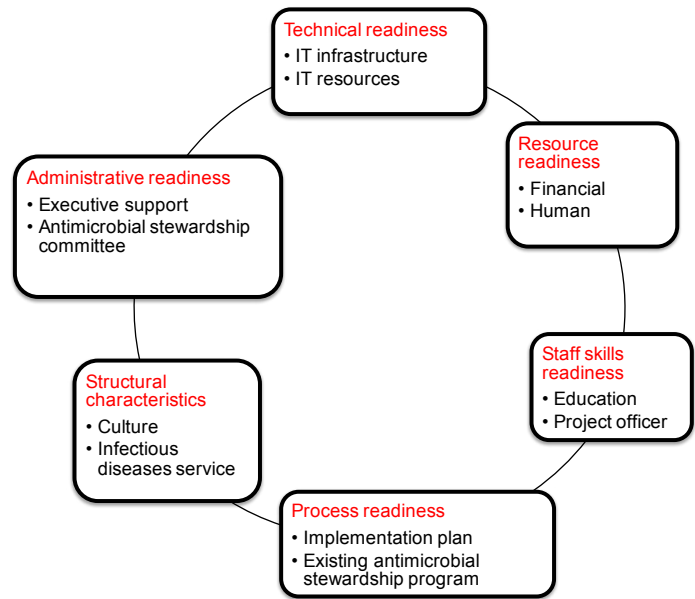 Technical readiness
• IT infrastructure
• IT resources
Resource
readiness
• Financial
• Human
Staff skills
readiness
• Education
• Project officer
Process readiness
• Implementation plan
• Existing antimicrobial
stewardship program
Structural
characteristics
• Culture
• Infectious
diseases service
Administrative readiness
• Executive support
• Antimicrobial stewardship
committee